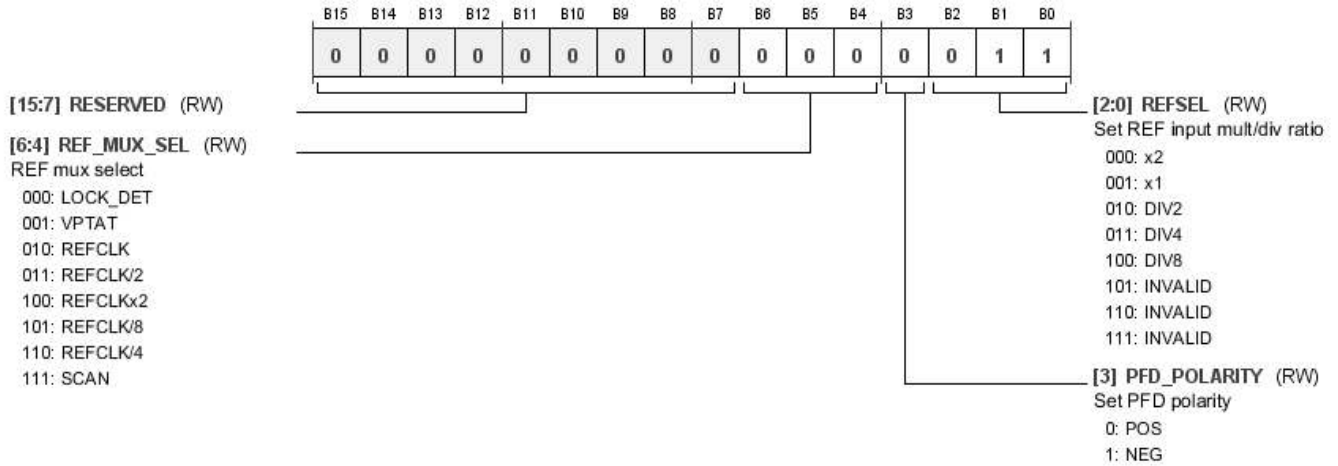 B15 B14 B13 B12 B11 B10 B9 B8 B7 B6 B5 B4 B3 B2 B1 B0
0 0 0 0 0 0 0 0 0 0 0 0 0 0 1 1
[15:7] RESERVED (RW)
[6:4] REF_MUX_SEL (RW)
REF mux select
000: LOCK_DET
001: VPTAT
010: REFCLK
011: REFCLK/2
100: REFCLKx2
101: REFCLK/8
110: REFCLK/4
111: SCAN
[2:0] REFSEL (RW)
Set REF input mult/div ratio
000: x2
001: x1
010: DIV2
011: DIV4
100: DIV8
101: INVALID
110: INVALID
111: INVALID
[3] PFD_POLARITY (RW)
Set PFD polarity
0: POS
1: NEG